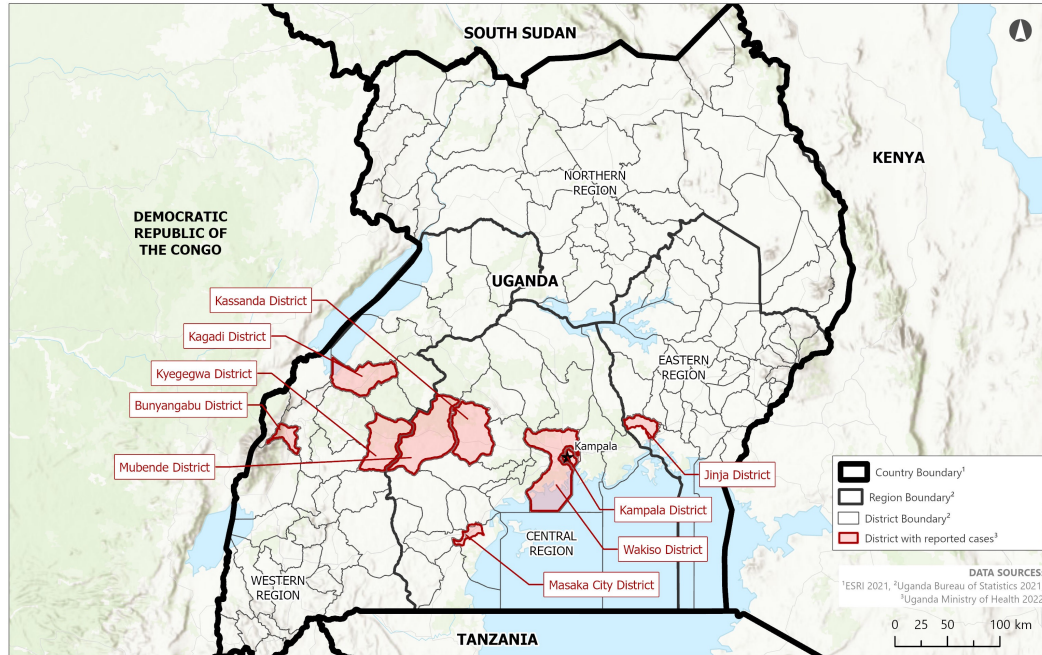 SOUTH SUDAN
KENYA
NORTHERN
REGION
DEMOCRATIC
REPUBLIC OF
THE CONGO
UGANDA
Kassanda District
Kagadi District
Kyegegwa District
Bunyangabu District
Mubende District
EASTERN
REGION
Kampala
Jinja District
Kampala District
Wakiso District
CENTRAL
REGION
Masaka City District
WESTERN
REGION
TANZANIA
Country Boundary¹
Region Boundary²
District Boundary²
District with reported cases³
DATA SOURCES:
¹ESRI 2021, ²Uganda Bureau of Statistics 2021
³Uganda Ministry of Health 2022
0 25 50 100 km